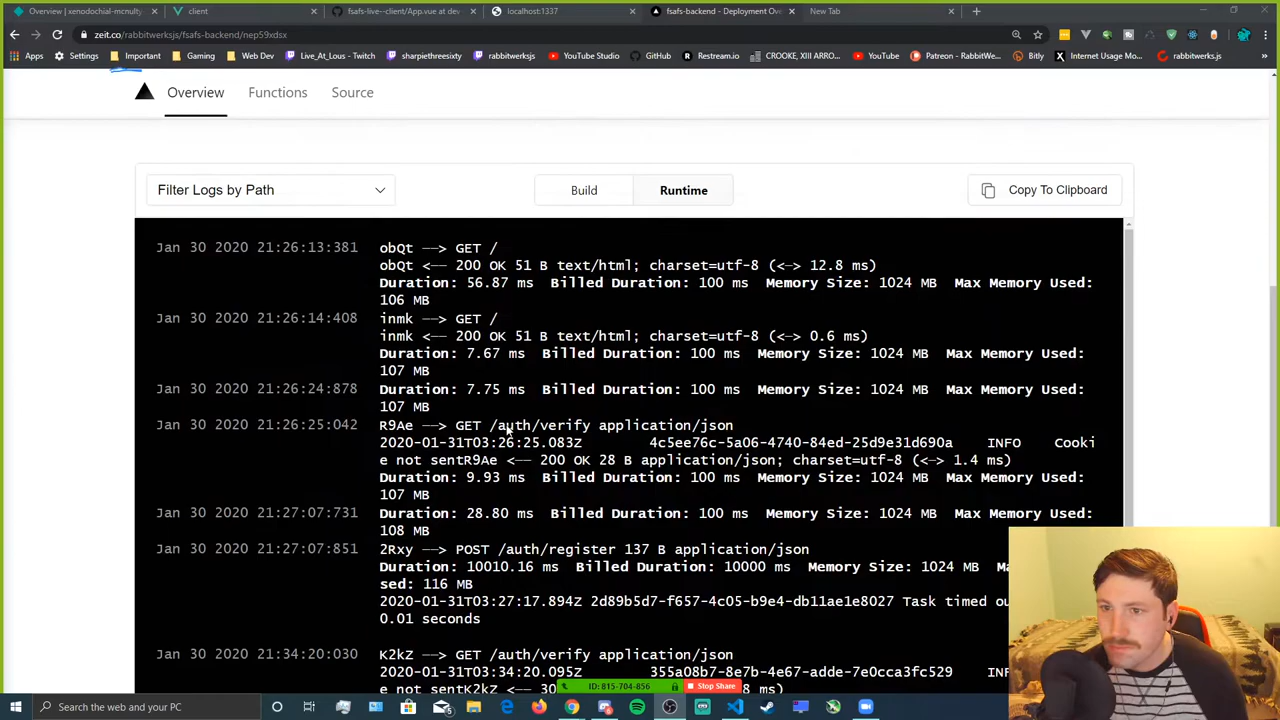 Overview | xenodochial-mcmulty
client
fsafs-live--client/App.vue at dev
localhost:1337
fsafs-backend - Deployment Ove
New Tab
zeit.co/rabbitwerksjs/fsafs-backend/nep59xdsx
Apps
Settings
Important
Gaming
Web Dev
Live_At_Lous - Twitch
sharpiethreesixty
rabbitwerksjs
YouTube Studio
GitHub
Restream.io
CROOKE, XIII ARRO...
YouTube
Patreon - RabbitWe...
Bitly
Internet Usage Mo...
rabbitwerks.js
Overview
Functions
Source
Filter Logs by Path
Build
Runtime
Copy To Clipboard
Jan 30 2020 21:26:13:381 obQt —–> GET /
obQt <—– 200 OK 51 B text/html; charset=utf-8 (<–> 12.8 ms)
Duration: 56.87 ms Billed Duration: 100 ms Memory Size: 1024 MB Max Memory Used:
106 MB
Jan 30 2020 21:26:14:408 inmk —–> GET /
inmk <—– 200 OK 51 B text/html; charset=utf-8 (<–> 0.6 ms)
Duration: 7.67 ms Billed Duration: 100 ms Memory Size: 1024 MB Max Memory Used:
107 MB
Jan 30 2020 21:26:24:878 Duration: 7.75 ms Billed Duration: 100 ms Memory Size: 1024 MB Max Memory Used:
107 MB
Jan 30 2020 21:26:25:042 R9Ae —–> GET /auth/verify application/json
2020-01-31T03:26:25.083Z 4c5ee76c-5a06-4740-84ed-25d9e31d690a INFO Cooki
e not sentR9Ae <—– 200 OK 28 B application/json; charset=utf-8 (<–> 1.4 ms)
Duration: 9.93 ms Billed Duration: 100 ms Memory Size: 1024 MB Max Memory Used:
107 MB
Jan 30 2020 21:27:07:731 Duration: 28.80 ms Billed Duration: 100 ms Memory Size: 1024 MB Max Memory Used:
108 MB
Jan 30 2020 21:27:07:851 2Rxy —–> POST /auth/register 137 B application/json
Duration: 10010.16 ms Billed Duration: 10000 ms Memory Size: 1024 M
sed: 116 MB
2020-01-31T03:27:17.894Z 2d89b5d7-f657-4c05-b9e4-db11ae1e8027 Task timed ou
0.01 seconds
Jan 30 2020 21:34:20:030 K2kZ —–> GET /auth/verify application/json
2020-01-31T03:34:20.095Z 355a08b7-8e7b-4e67-adde-7e0cca3fc529 INF
e not sentK2kZ <—– 30
ms)
ID: 815-704-856
Stop Share
Type here to search